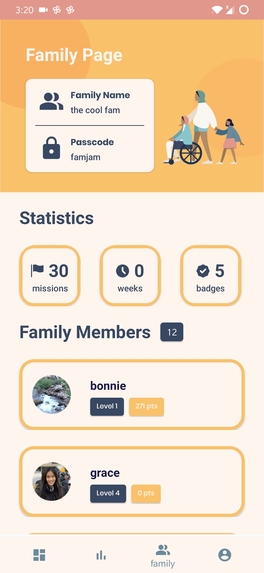 3:20
Family Page
Family Name
the cool fam
Passcode
famjam
Statistics
30
missions
0
weeks
5
badges
Family Members 12
bonnie
Level 1 271 pts
grace
Level 4 0 pts
family